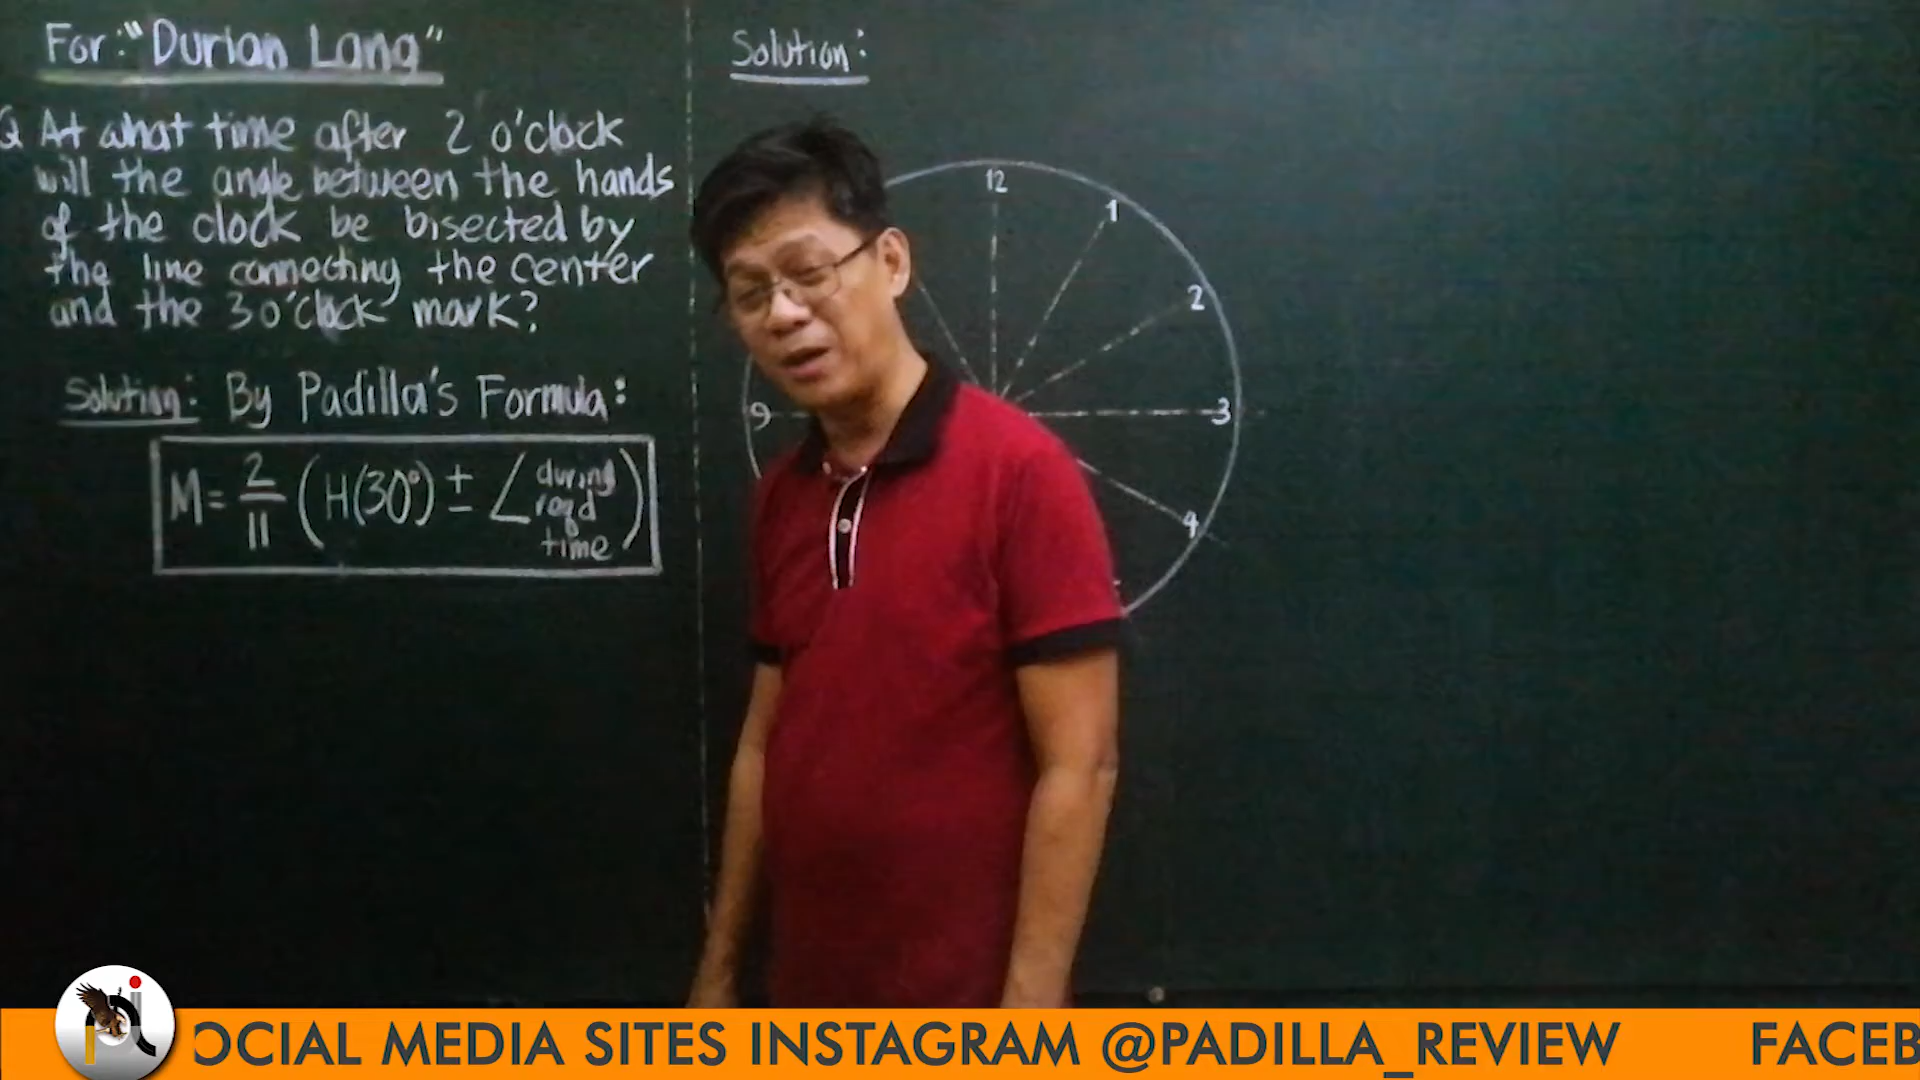 For: "Durian Lang"
Q At what time after 2 o'clock
will the angle between the hands
of the clock be bisected by
the line connecting the center
and the 3 o'clock mark?
Solution: By Padilla's Formula:
M = 2/11 (H(30°) ± ∠ during reqd time)
Solution:
12
1
2
3
4
9
OCIAL MEDIA SITES INSTAGRAM @PADILLA_REVIEW FACEB